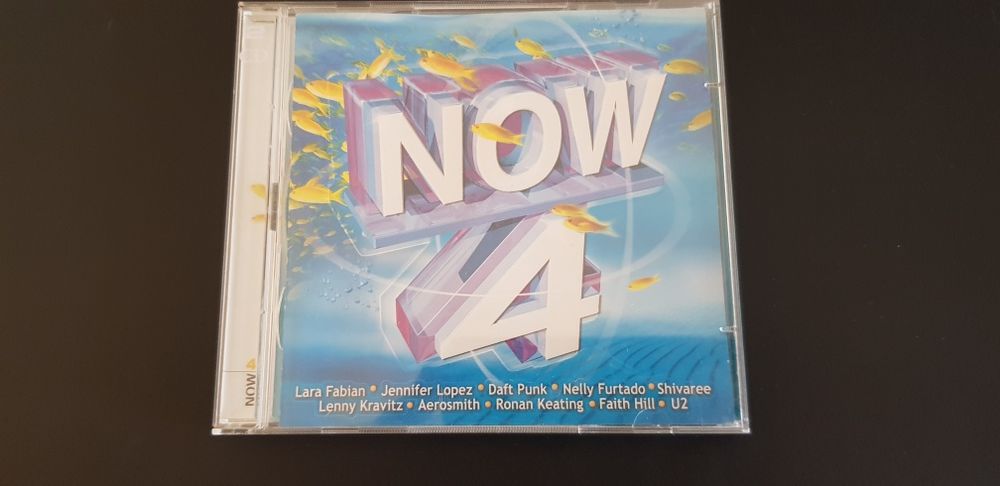 NOW
4
Lara Fabian • Jennifer Lopez • Daft Punk • Nelly Furtado • Shivaree
Lenny Kravitz • Aerosmith • Ronan Keating • Faith Hill • U2
NOW 4